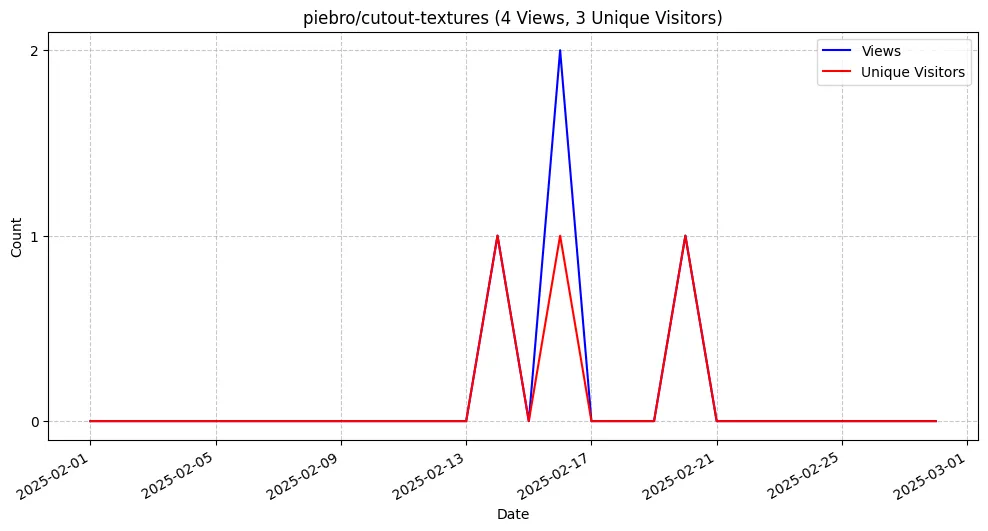 piebro/cutout-textures (4 Views, 3 Unique Visitors)
Views
Unique Visitors
2
1
0
Count
2025-02-01
2025-02-05
2025-02-09
2025-02-13
2025-02-17
2025-02-21
2025-02-25
2025-03-01
Date